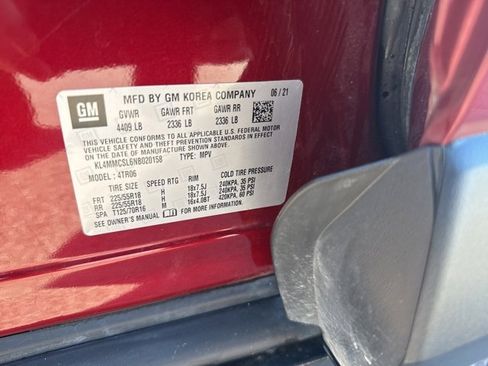 GM
MFD BY GM KOREA COMPANY 06/21
GVWR GAWR FRT GAWR RR
4409 LB 2336 LB 2336 LB
THIS VEHICLE CONFORMS TO ALL APPLICABLE U.S. FEDERAL MOTOR
VEHICLE SAFETY AND THEFT PREVENTION STANDARDS IN EFFECT ON
THE DATE OF MANUFACTURE SHOWN ABOVE.
KL4MMCSL6NB020158 TYPE: MPV
MODEL: 4TR06
TIRE SIZE SPEED RTG RIM COLD TIRE PRESSURE
FRT 225/55R18 H 18x7.5J 240KPA, 35 PSI
RR 225/55R18 H 18x7.5J 240KPA, 35 PSI
SPA T125/70R16 M 16x4.0BT 420KPA, 60 PSI
SEE OWNER'S MANUAL FOR MORE INFORMATION.